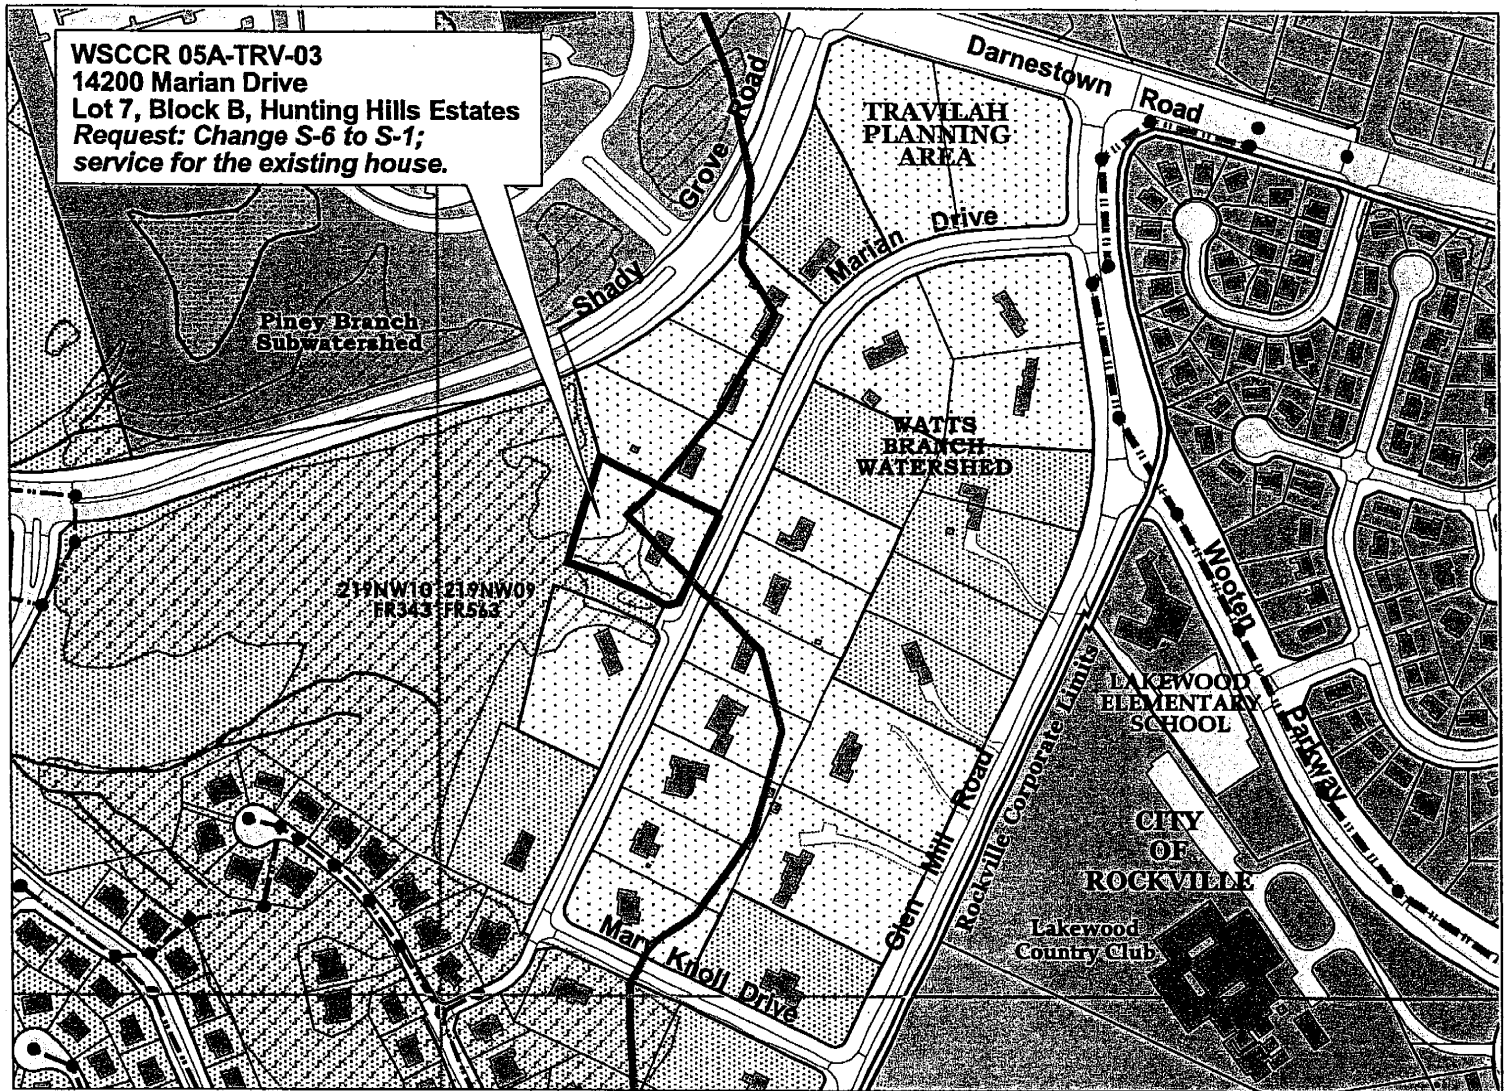 WSCCR 05A-TRV-03
14200 Marian Drive
Lot 7, Block B, Hunting Hills Estates
Request: Change S-6 to S-1;
service for the existing house.
Darnestown Road
TRAVILAH
PLANNING
AREA
Shady Grove Road
Marian Drive
Piney Branch
Subwatershed
WATTS
BRANCH
WATERSHED
219NW10 219NW09
FR343 FR563
Wooten Parkway
LAKEWOOD
ELEMENTARY
SCHOOL
Glen Mill Road
Rockville Corporate Limits
CITY
OF
ROCKVILLE
Lakewood
Country Club
Mary Knoll Drive